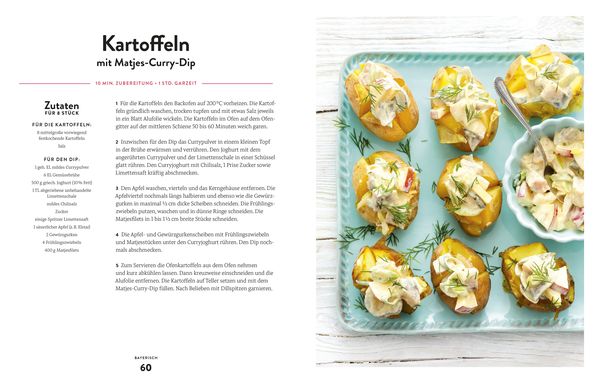 Kartoffeln
mit Matjes-Curry-Dip
10 MIN. ZUBEREITUNG • 1 STD. GARZEIT
Zutaten
FÜR 8 STÜCK
FÜR DIE KARTOFFELN:
8 mittelgroße vorwiegend
festkochende Kartoffeln
Salz
FÜR DEN DIP:
1 geh. EL mildes Currypulver
6 EL Gemüsebrühe
300 g griech. Joghurt (10% Fett)
1 TL abgeriebene unbehandelte
Limettenschale
mildes Chilisalz
Zucker
einige Spritzer Limettensaft
1 säuerlicher Apfel (z. B. Elstar)
2 Gewürzgurken
4 Frühlingszwiebeln
400 g Matjesfilets
1 Für die Kartoffeln den Backofen auf 200 °C vorheizen. Die Kartof-
feln gründlich waschen, trocken tupfen und mit etwas Salz jeweils
in ein Blatt Alufolie wickeln. Die Kartoffeln im Ofen auf dem Ofen-
gitter auf der mittleren Schiene 50 bis 60 Minuten weich garen.
2 Inzwischen für den Dip das Currypulver in einem kleinen Topf
in der Brühe erwärmen und verrühren. Den Joghurt mit dem
angerührten Currypulver und der Limettenschale in einer Schüssel
glatt rühren. Den Curryjoghurt mit Chilisalz, 1 Prise Zucker sowie
Limettensaft kräftig abschmecken.
3 Den Apfel waschen, vierteln und das Kerngehäuse entfernen. Die
Apfelviertel nochmals längs halbieren und ebenso wie die Gewürz-
gurken in maximal ½ cm dicke Scheiben schneiden. Die Frühlings-
zwiebeln putzen, waschen und in dünne Ringe schneiden. Die
Matjesfilets in 1 bis 1½ cm breite Stücke schneiden.
4 Die Apfel- und Gewürzgurkenscheiben mit Frühlingszwiebeln
und Matjesstücken unter den Curryjoghurt rühren. Den Dip noch-
mals abschmecken.
5 Zum Servieren die Ofenkartoffeln aus dem Ofen nehmen
und kurz abkühlen lassen. Dann kreuzweise einschneiden und die
Alufolie entfernen. Die Kartoffeln auf Teller setzen und mit dem
Matjes-Curry-Dip füllen. Nach Belieben mit Dillspitzen garnieren.
BAYERISCH
60